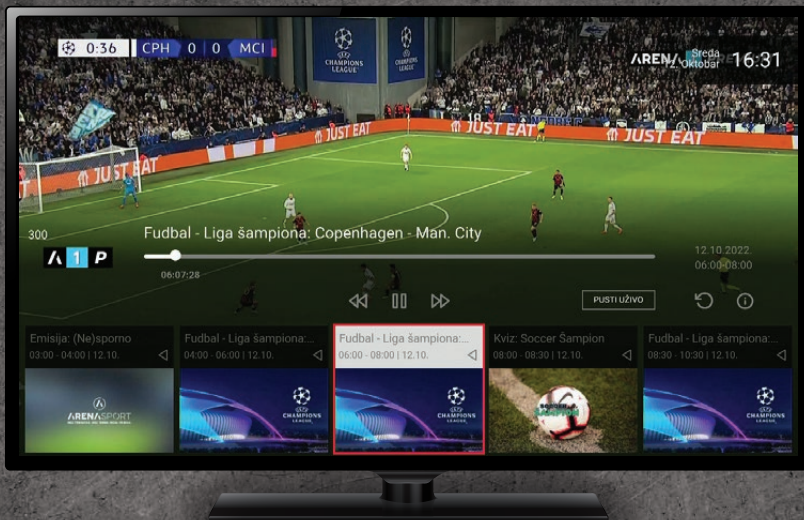 0:36 CPH 0 0 MCI
CHAMPIONS LEAGUE
ARENA
Sreda
12. Oktobar
16:31
JUST EAT
JUST EAT
JUST EAT
JUST EAT
300
Fudbal - Liga šampiona: Copenhagen - Man. City
A 1 P
06:07:28
12.10.2022.
06:00-08:00
PUSTI UŽIVO
Emisija: (Ne)sporno
03:00 - 04:00 | 12.10.
Fudbal - Liga šampiona:...
04:00 - 06:00 | 12.10.
Fudbal - Liga šampiona:...
06:00 - 08:00 | 12.10.
Kviz: Soccer Šampion
08:00 - 08:30 | 12.10.
Fudbal - Liga šampiona:...
08:30 - 10:30 | 12.10.
ARENASPORT
CHAMPIONS
LEAGUE
CHAMPIONS
LEAGUE
CHAMPIONS
LEAGUE